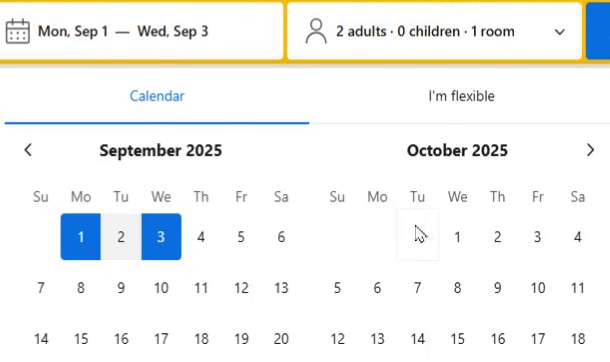 Mon, Sep 1 — Wed, Sep 3
2 adults · 0 children · 1 room
Calendar
I'm flexible
September 2025
Su Mo Tu We Th Fr Sa
1 2 3 4 5 6
7 8 9 10 11 12 13
14 15 16 17 18 19 20
October 2025
Su Mo Tu We Th Fr Sa
1 2 3 4
5 6 7 8 9 10 11
12 13 14 15 16 17 18